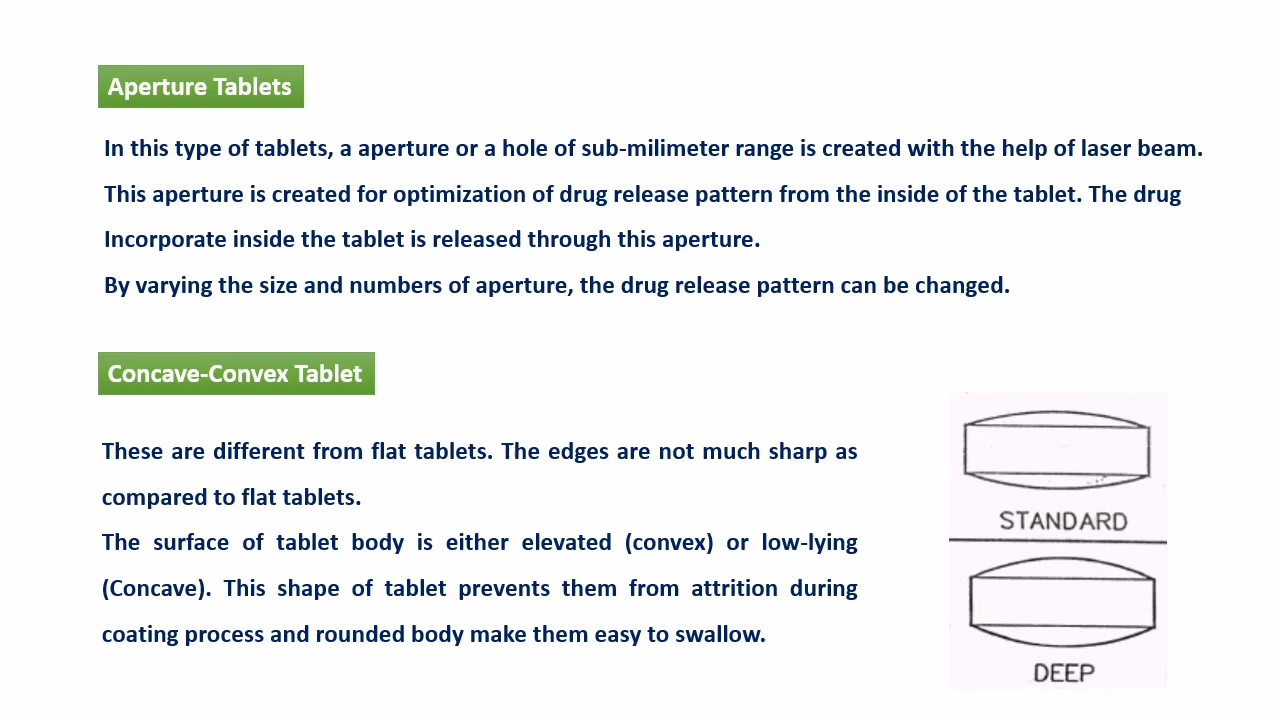 Aperture Tablets
In this type of tablets, a aperture or a hole of sub-milimeter range is created with the help of laser beam.
This aperture is created for optimization of drug release pattern from the inside of the tablet. The drug
Incorporate inside the tablet is released through this aperture.
By varying the size and numbers of aperture, the drug release pattern can be changed.
Concave-Convex Tablet
These are different from flat tablets. The edges are not much sharp as
compared to flat tablets.
The surface of tablet body is either elevated (convex) or low-lying
(Concave). This shape of tablet prevents them from attrition during
coating process and rounded body make them easy to swallow.
STANDARD
DEEP